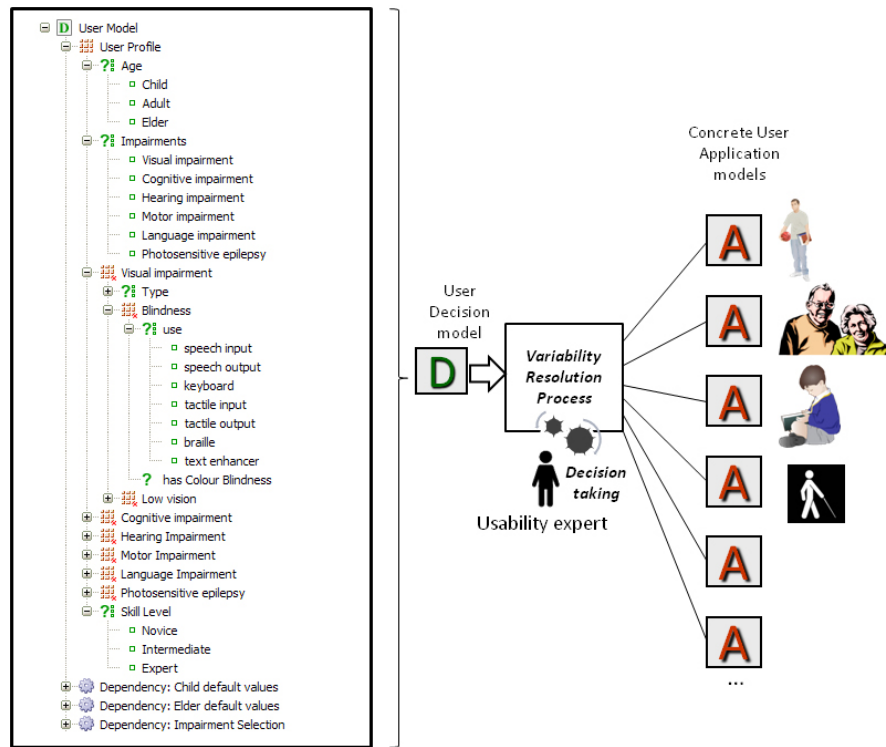 D User Model
User Profile
?: Age
Child
Adult
Elder
?: Impairments
Visual impairment
Cognitive impairment
Hearing impairment
Motor impairment
Language impairment
Photosensitive epilepsy
Visual impairment
?: Type
Blindness
?: use
speech input
speech output
keyboard
tactile input
tactile output
braille
text enhancer
? has Colour Blindness
Low vision
Cognitive impairment
Hearing Impairment
Motor Impairment
Language Impairment
Photosensitive epilepsy
?: Skill Level
Novice
Intermediate
Expert
Dependency: Child default values
Dependency: Elder default values
Dependency: Impairment Selection
User
Decision
model
D
Variability
Resolution
Process
Decision
taking
Usability expert
Concrete User
Application
models
A
A
A
A
A
A
...